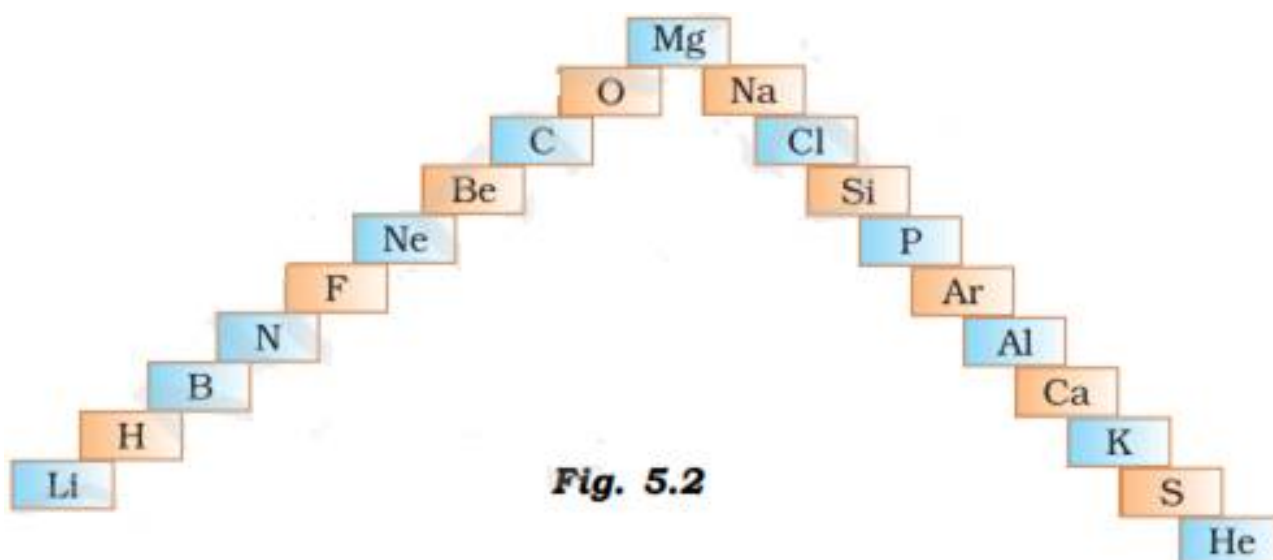 Mg
O Na
C Cl
Be Si
Ne P
F Ar
N Al
B Ca
H K
Li S
He
Fig. 5.2